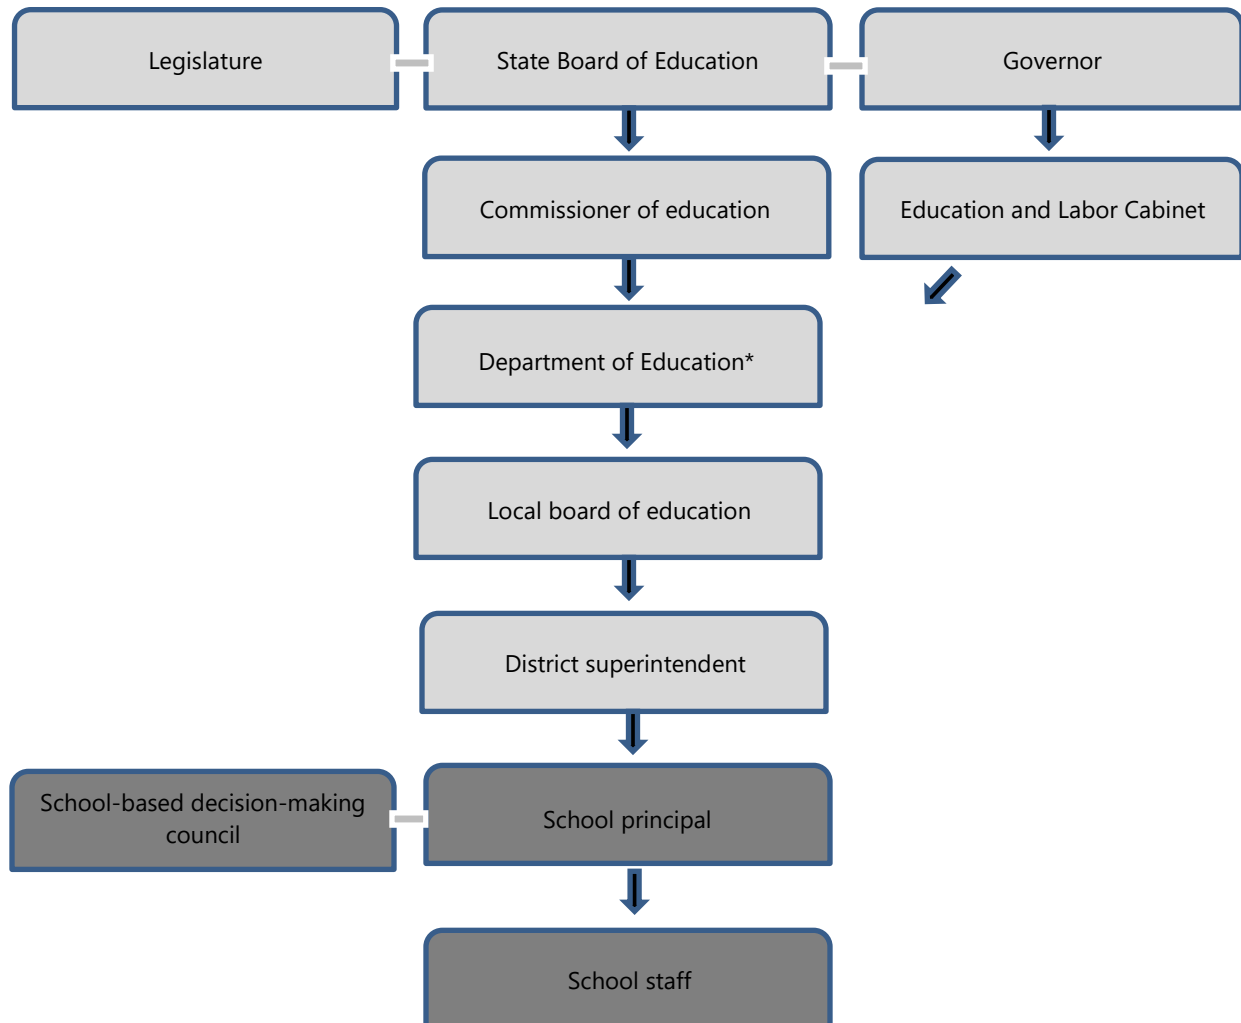 Legislature
State Board of Education
Governor
Commissioner of education
Education and Labor Cabinet
Department of Education*
Local board of education
District superintendent
School-based decision-making
council
School principal
School staff